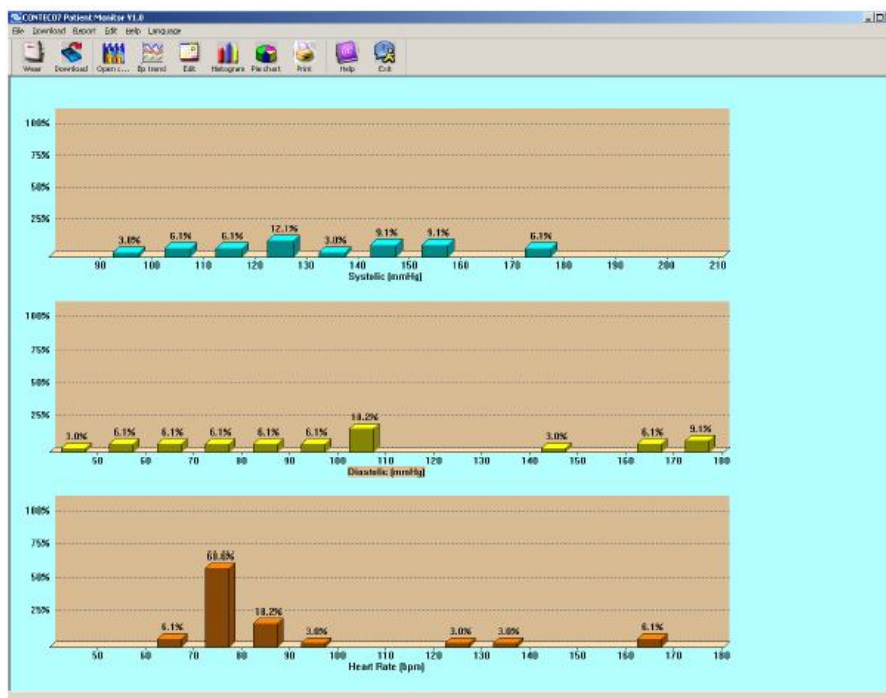 CONTEC07 Patient Monitor V1.0
File Download Report Edit Help Language
Wear Download Open c... Bp trend Edit Histogram Pie chart Print Help Exit
100%
75%
50%
25%
3.0% 6.1% 6.1% 12.1% 3.0% 9.1% 9.1% 6.1%
90 100 110 120 130 140 150 160 170 180 190 200 210
Systolic (mmHg)
100%
75%
50%
25%
3.0% 6.1% 6.1% 6.1% 6.1% 6.1% 18.2% 3.0% 6.1% 9.1%
50 60 70 80 90 100 110 120 130 140 150 160 170 180
Diastolic (mmHg)
100%
75%
50%
25%
6.1% 60.6% 18.2% 3.0% 3.0% 3.0% 6.1%
50 60 70 80 90 100 110 120 130 140 150 160 170 180
Heart Rate (bpm)